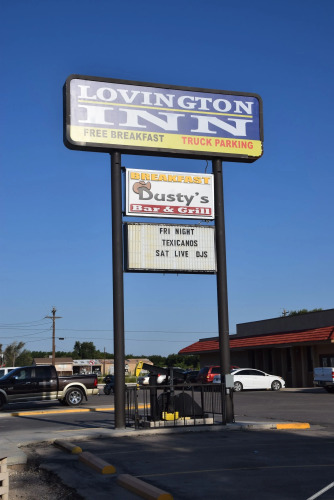 LOVINGTON
INN
FREE BREAKFAST TRUCK PARKING
BREAKFAST
Dusty's
Bar & Grill
FRI NIGHT
TEXICANOS
SAT LIVE DJS